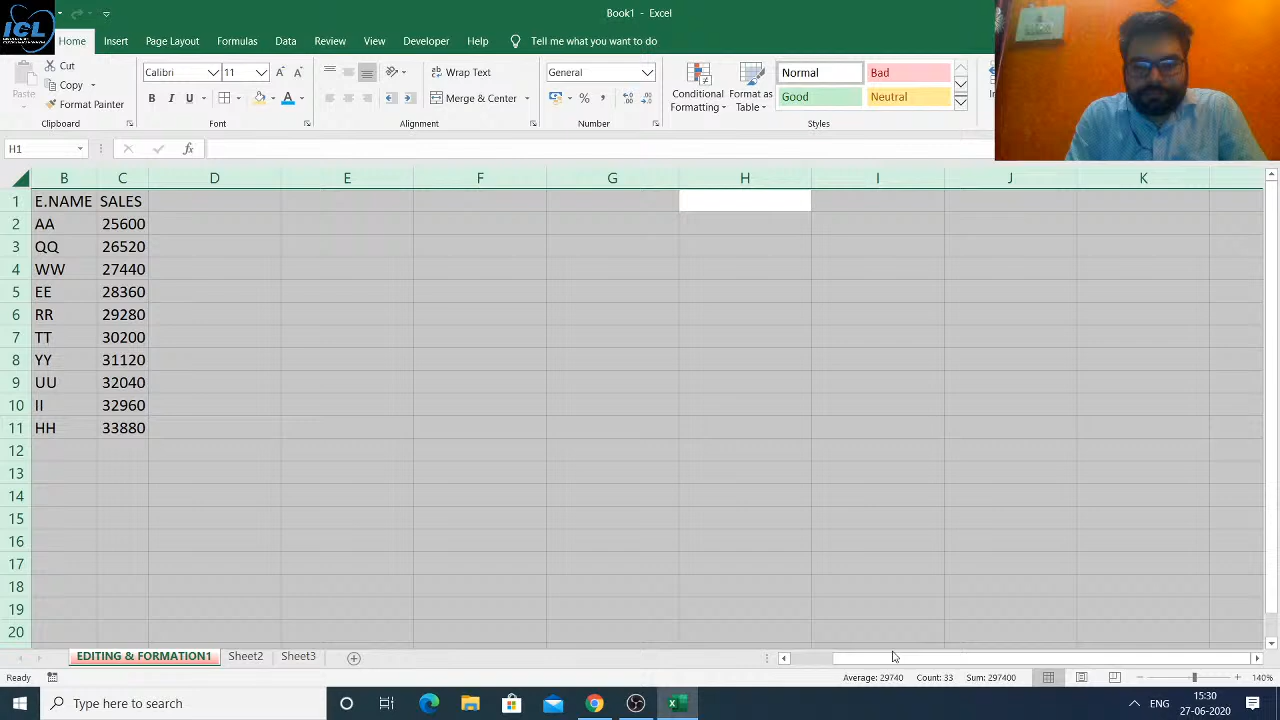 ICL
Book1 - Excel
Home Insert Page Layout Formulas Data Review View Developer Help Tell me what you want to do
Paste
Cut
Copy
Format Painter
Clipboard
Calibri 11
B I U
Font
Wrap Text
Merge & Center
Alignment
General
Number
Conditional Formatting
Format as Table
Normal Bad
Good Neutral
Styles
H1
fx
B C D E F G H I J K
1 E.NAME SALES
2 AA 25600
3 QQ 26520
4 WW 27440
5 EE 28360
6 RR 29280
7 TT 30200
8 YY 31120
9 UU 32040
10 II 32960
11 HH 33880
12
13
14
15
16
17
18
19
20
EDITING & FORMATION1 Sheet2 Sheet3
Ready Average: 29740 Count: 33 Sum: 297400 140%
Type here to search
ENG
15:30
27-06-2020